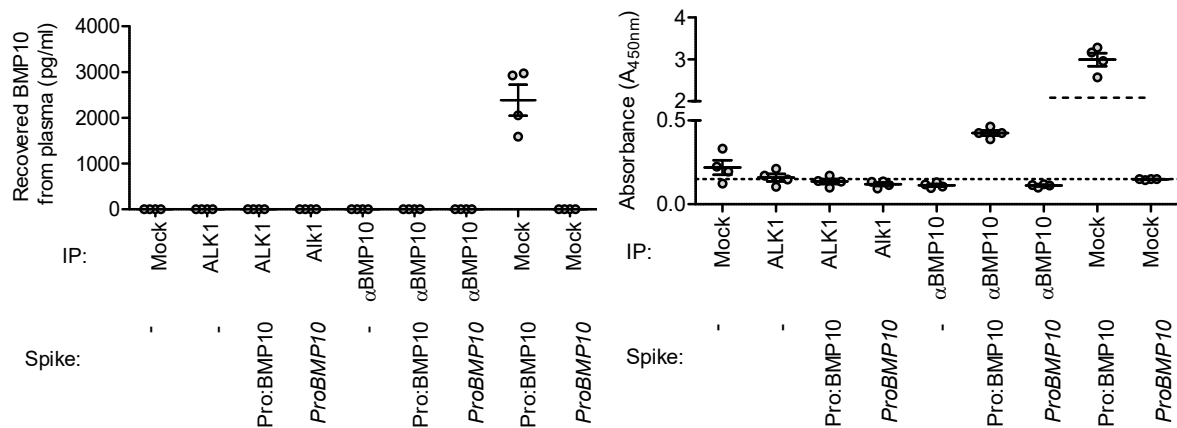 Recovered BMP10
from plasma (pg/ml)
4000
3000
2000
1000
0
IP:
Mock
ALK1
ALK1
Alk1
αBMP10
αBMP10
αBMP10
Mock
Mock
Spike:
-
-
Pro:BMP10
ProBMP10
-
Pro:BMP10
ProBMP10
Pro:BMP10
ProBMP10
Absorbance (A450nm)
4
3
2
0.5
0.0
IP:
Mock
ALK1
ALK1
Alk1
αBMP10
αBMP10
αBMP10
Mock
Mock
Spike:
-
-
Pro:BMP10
ProBMP10
-
Pro:BMP10
ProBMP10
Pro:BMP10
ProBMP10